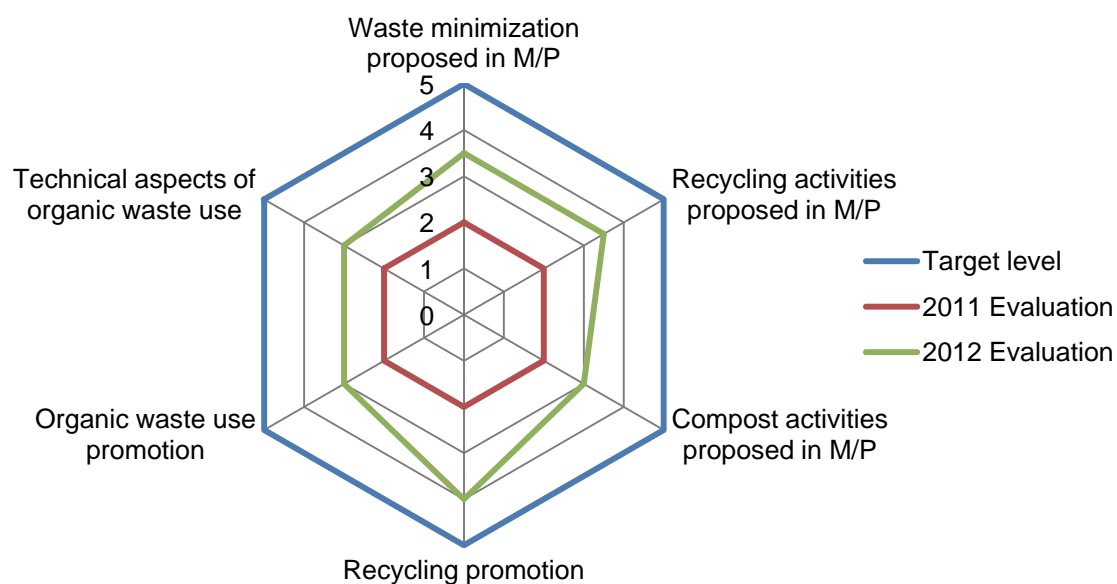 Waste minimization
proposed in M/P
5
4
3
2
1
0
Technical aspects of
organic waste use
Recycling activities
proposed in M/P
Target level
2011 Evaluation
2012 Evaluation
Organic waste use
promotion
Compost activities
proposed in M/P
Recycling promotion